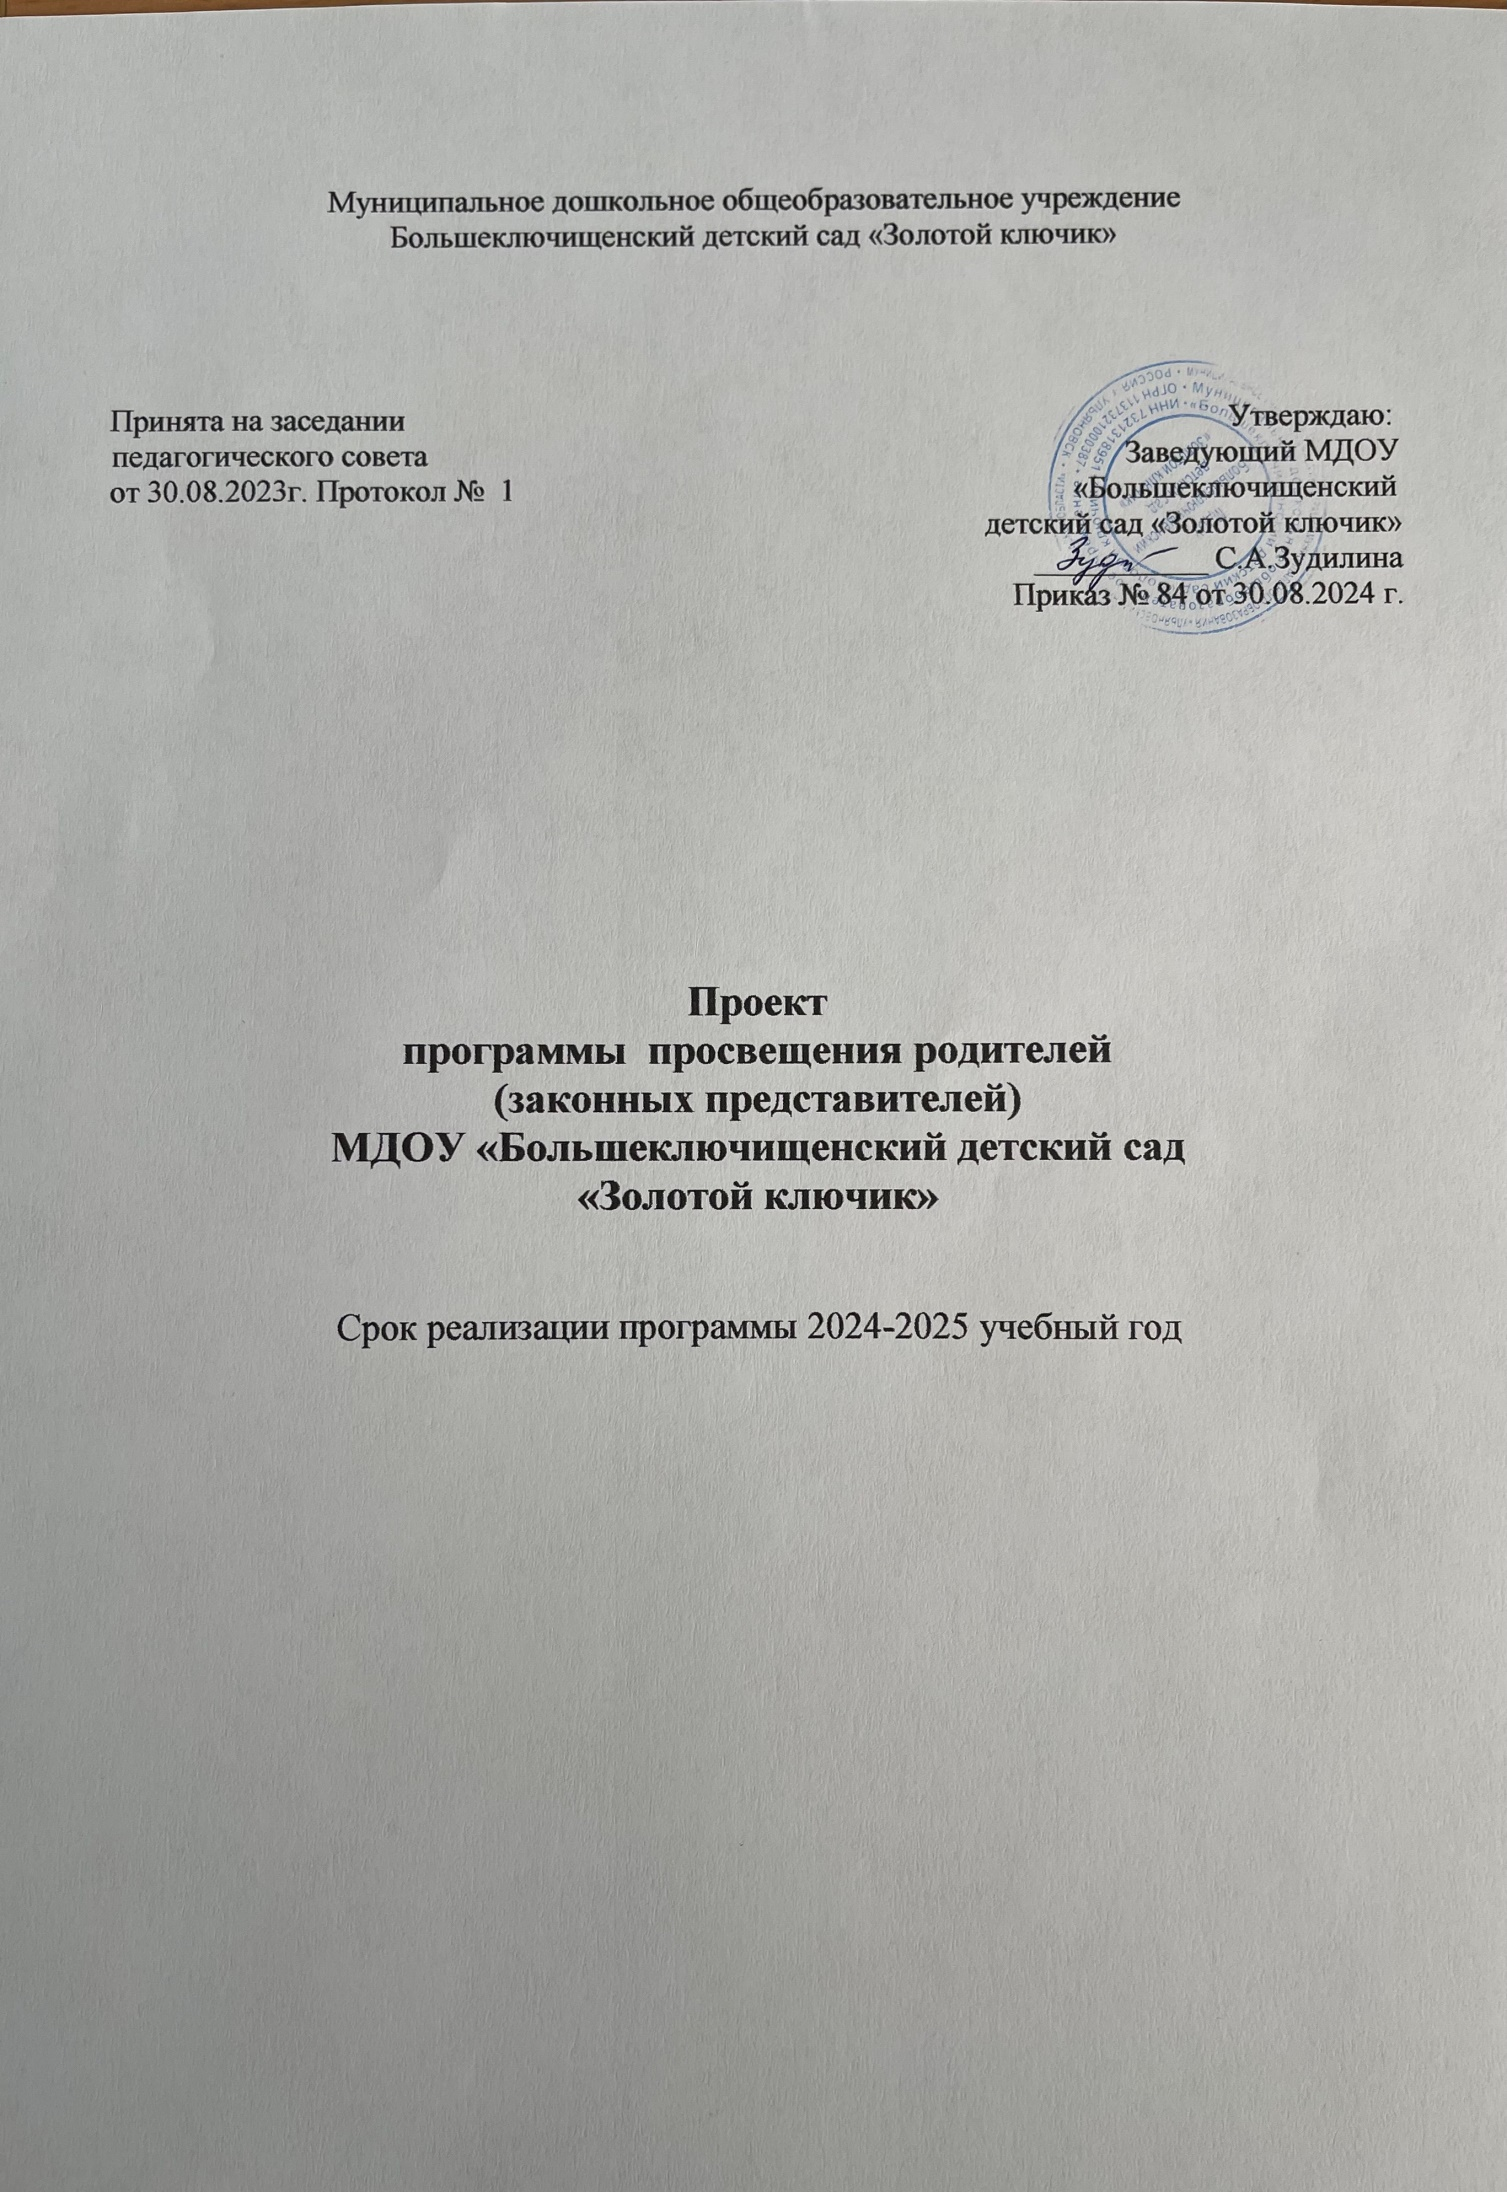 Муниципальное дошкольное общеобразовательное учреждение
Большеключищенский детский сад «Золотой ключик»
Принята на заседании
педагогического совета
от 30.08.2023г. Протокол № 1
Утверждаю:
Заведующий МДОУ
«Большеключищенский
детский сад «Золотой ключик»
С.А.Зудилина
Приказ № 84 от 30.08.2024 г.
Проект
программы просвещения родителей
(законных представителей)
МДОУ «Большеключищенский детский сад
«Золотой ключик»
Срок реализации программы 2024-2025 учебный год